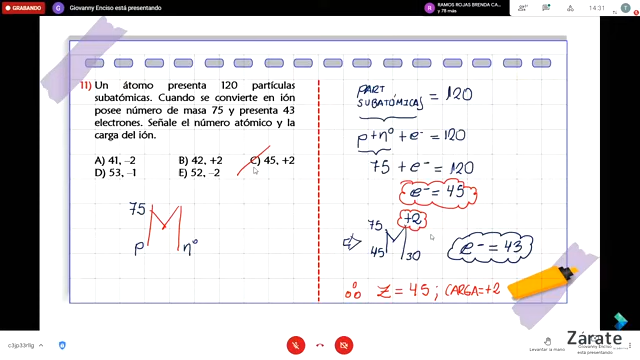 GRABANDO
G
Giovanny Enciso está presentando
RAMOS ROJAS BRENDA CA...
y 78 más
14:31
11) Un átomo presenta 120 partículas
subatómicas. Cuando se convierte en ión
posee número de masa 75 y presenta 43
electrones. Señale el número atómico y la
carga del ión.
A) 41, –2
B) 42, +2
C) 45, +2
D) 53, –1
E) 52, –2
75
M
p
n°
PART
SUBATÓMICAS = 120
p + n° + e⁻ = 120
75 + e⁻ = 120
e⁻ = 45
75 M +2
45 30
e⁻ = 43
∴ Z = 45 ; CARGA = +2
c3jp33rlig
Levantar la mano
Giovanny Enciso
está presentando
Zárate